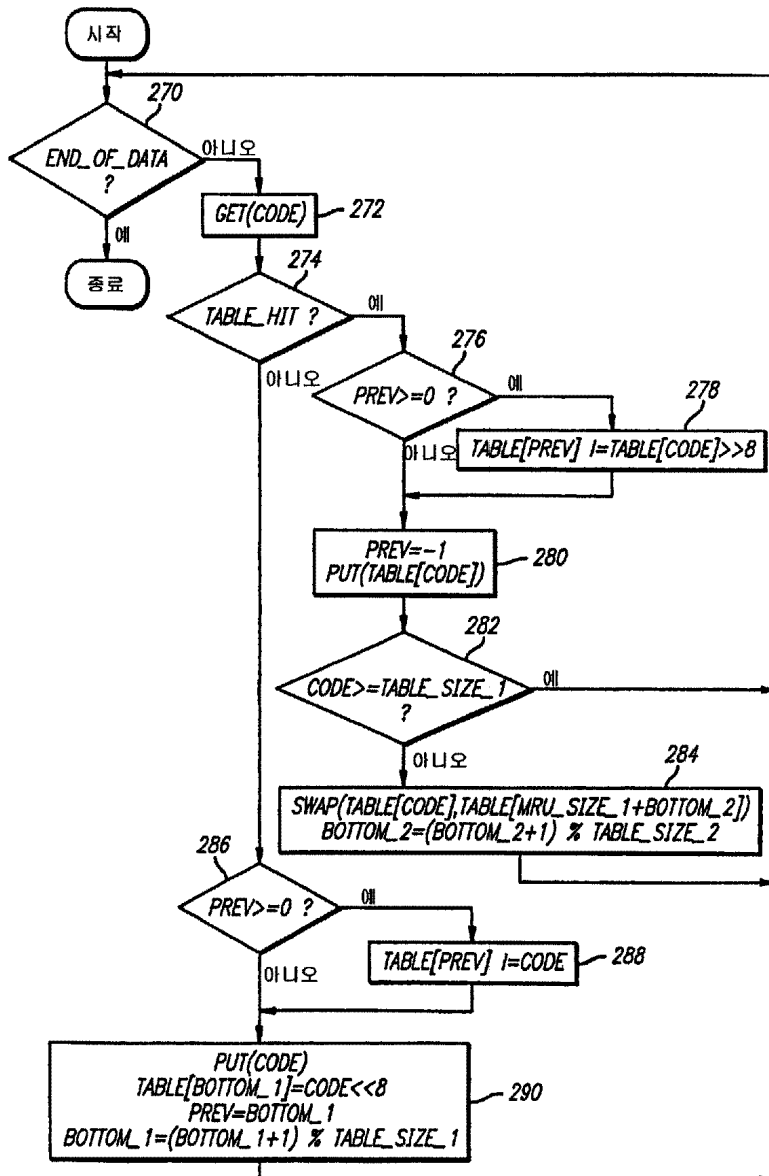 시작
270
END_OF_DATA
?
아니오
예
종료
GET(CODE)
272
274
TABLE_HIT ?
예
아니오
276
PREV>=0 ?
예
아니오
278
TABLE[PREV] |=TABLE[CODE]>>8
PREV=-1
PUT(TABLE[CODE])
280
282
CODE>=TABLE_SIZE_1
?
예
아니오
284
SWAP(TABLE[CODE],TABLE[MRU_SIZE_1+BOTTOM_2])
BOTTOM_2=(BOTTOM_2+1) % TABLE_SIZE_2
286
PREV>=0 ?
예
아니오
TABLE[PREV] |=CODE
288
PUT(CODE)
TABLE[BOTTOM_1]=CODE<<8
PREV=BOTTOM_1
BOTTOM_1=(BOTTOM_1+1) % TABLE_SIZE_1
290